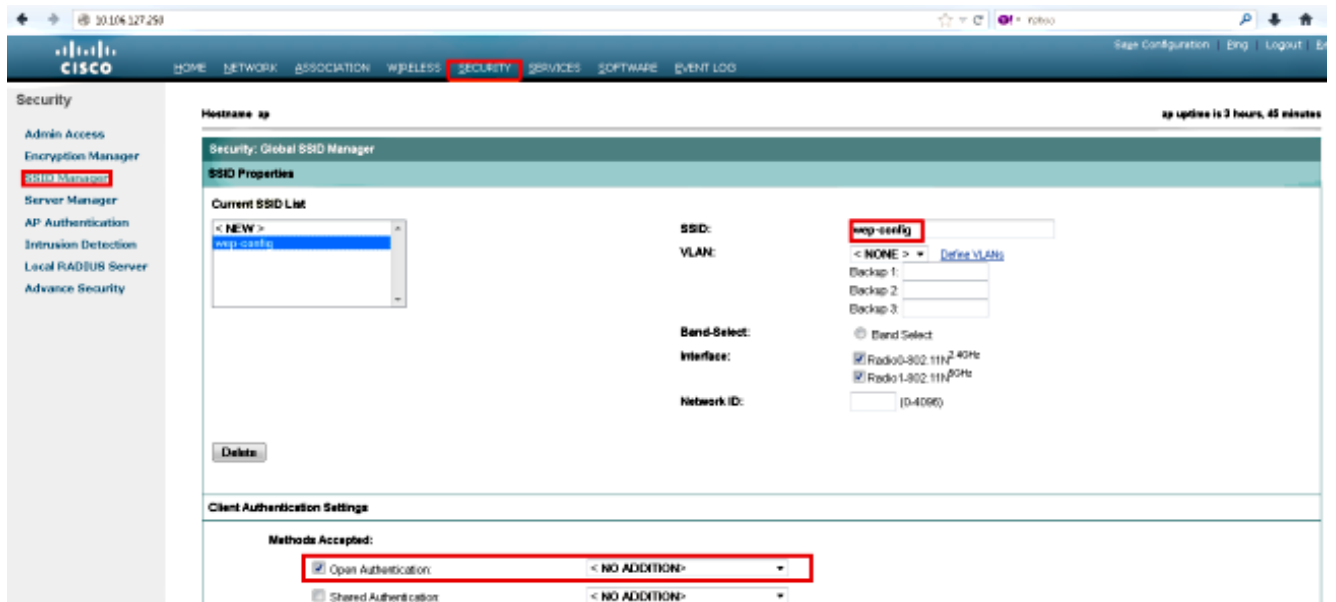 10.106.127.250
Yahoo
Save Configuration | Ping | Logout
CISCO
HOME NETWORK ASSOCIATION WIRELESS SECURITY SERVICES SOFTWARE EVENT LOG
Security
Admin Access
Encryption Manager
SSID Manager
Server Manager
AP Authentication
Intrusion Detection
Local RADIUS Server
Advance Security
Hostname ap
ap uptime is 3 hours, 45 minutes
Security: Global SSID Manager
SSID Properties
Current SSID List
< NEW >
wep-config
Delete
SSID: wep-config
VLAN: < NONE > Define VLANs
Backup 1:
Backup 2:
Backup 3:
Band-Select: Band Select
Interface: Radio0-802.11N2.4GHz
Radio1-802.11N5GHz
Network ID: (0-4096)
Client Authentication Settings
Methods Accepted:
Open Authentication: < NO ADDITION>
Shared Authentication: < NO ADDITION>